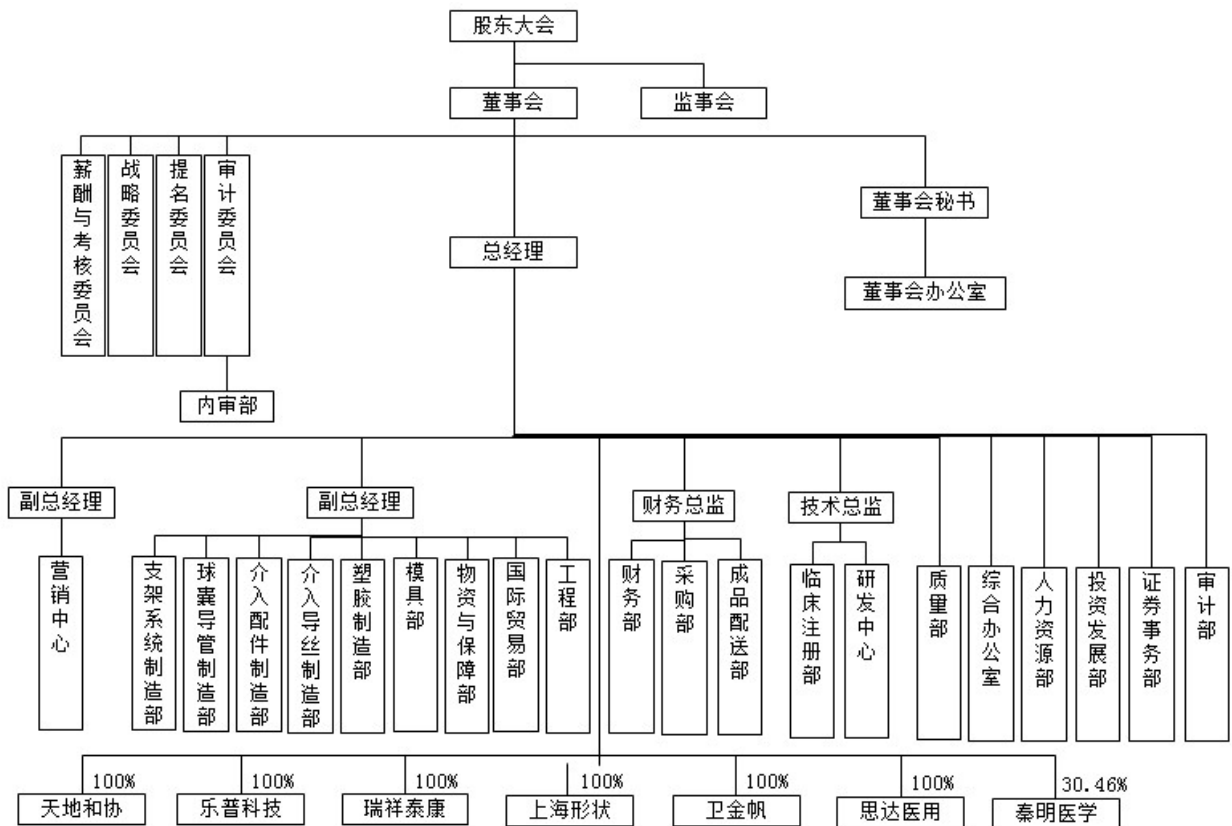 股东大会
董事会
监事会
薪酬与考核委员会
战略委员会
提名委员会
审计委员会
董事会秘书
总经理
董事会办公室
内审部
副总经理
副总经理
财务总监
技术总监
营销中心
支架系统制造部
球囊导管制造部
介入配件制造部
介入导丝制造部
塑胶制造部
模具部
物资与保障部
国际贸易部
工程部
财务部
采购部
成品配送部
临床注册部
研发中心
质量部
综合办公室
人力资源部
投资发展部
证券事务部
审计部
100%
100%
100%
100%
100%
100%
30.46%
天地和协
乐普科技
瑞祥泰康
上海形状
卫金帆
思达医用
秦明医学